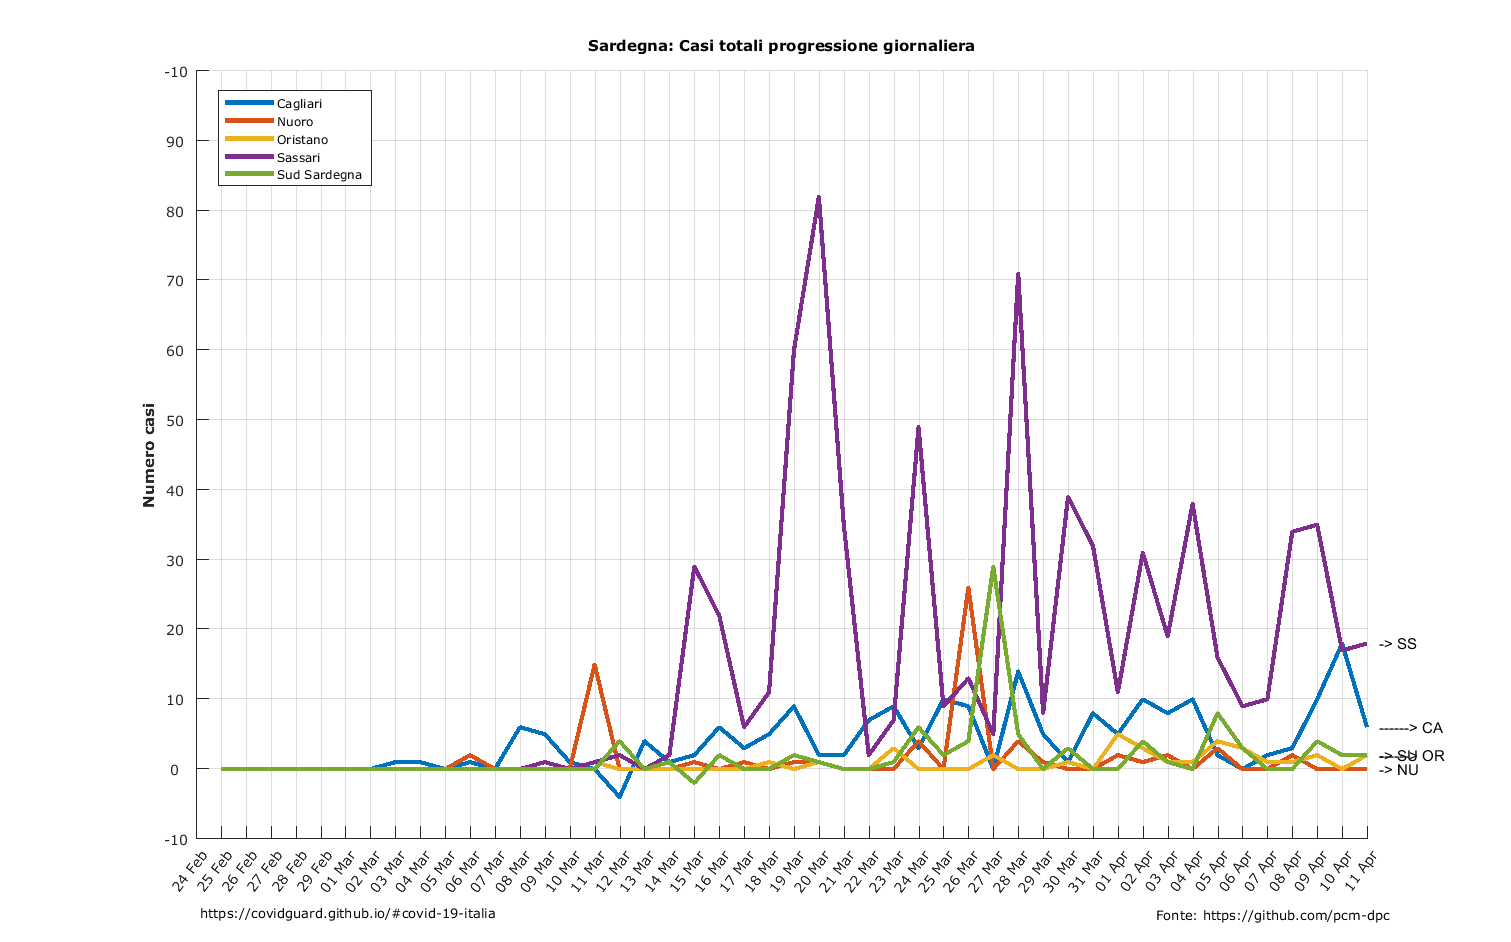 Sardegna: Casi totali progressione giornaliera
-10
90
80
70
60
50
40
30
20
10
0
-10
Numero casi
Cagliari
Nuoro
Oristano
Sassari
Sud Sardegna
-> SS
------> CA
-> SU
-----> OR
-> NU
24 Feb
25 Feb
26 Feb
27 Feb
28 Feb
29 Feb
01 Mar
02 Mar
03 Mar
04 Mar
05 Mar
06 Mar
07 Mar
08 Mar
09 Mar
10 Mar
11 Mar
12 Mar
13 Mar
14 Mar
15 Mar
16 Mar
17 Mar
18 Mar
19 Mar
20 Mar
21 Mar
22 Mar
23 Mar
24 Mar
25 Mar
26 Mar
27 Mar
28 Mar
29 Mar
30 Mar
31 Mar
01 Apr
02 Apr
03 Apr
04 Apr
05 Apr
06 Apr
07 Apr
08 Apr
09 Apr
10 Apr
11 Apr
https://covidguard.github.io/#covid-19-italia
Fonte: https://github.com/pcm-dpc